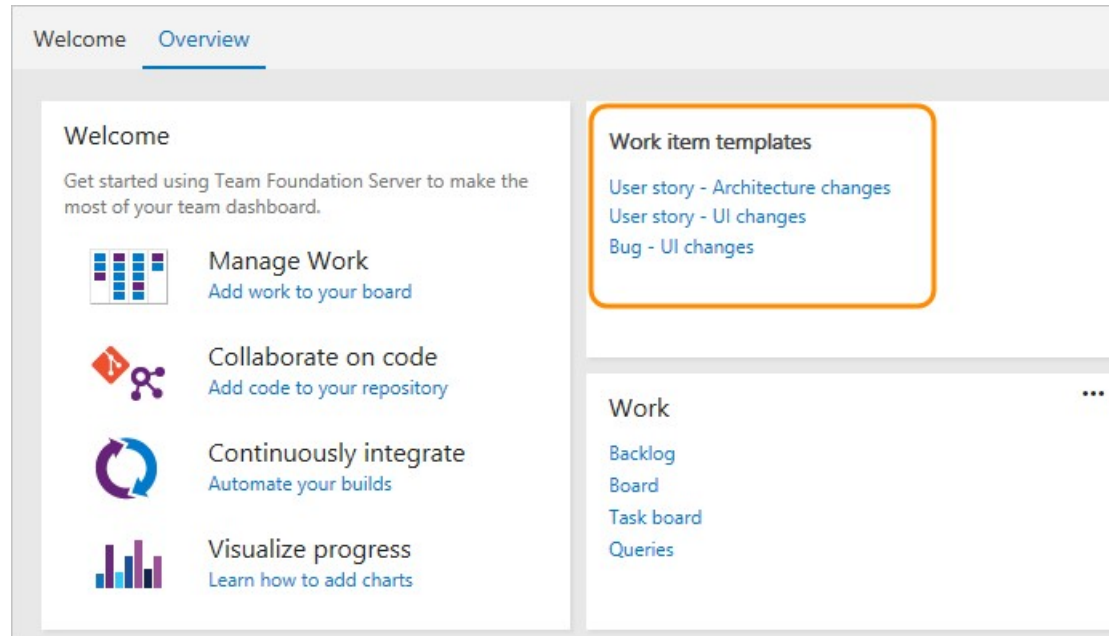 Welcome Overview
Welcome
Get started using Team Foundation Server to make the
most of your team dashboard.
Manage Work
Add work to your board
Collaborate on code
Add code to your repository
Continuously integrate
Automate your builds
Visualize progress
Learn how to add charts
Work item templates
User story - Architecture changes
User story - UI changes
Bug - UI changes
Work
Backlog
Board
Task board
Queries